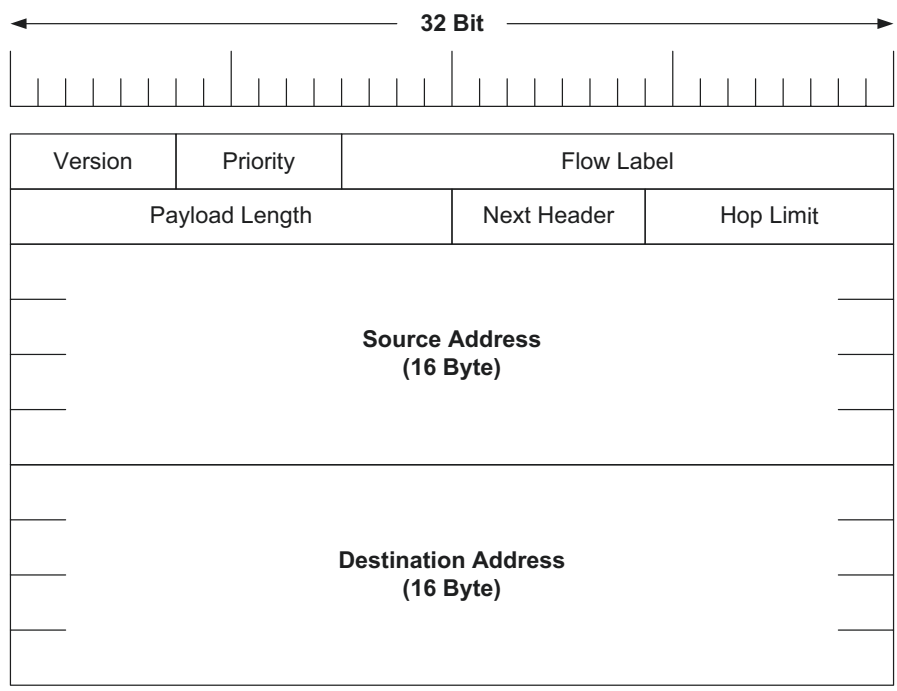 32 Bit
Version Priority Flow Label
Payload Length Next Header Hop Limit
Source Address
(16 Byte)
Destination Address
(16 Byte)